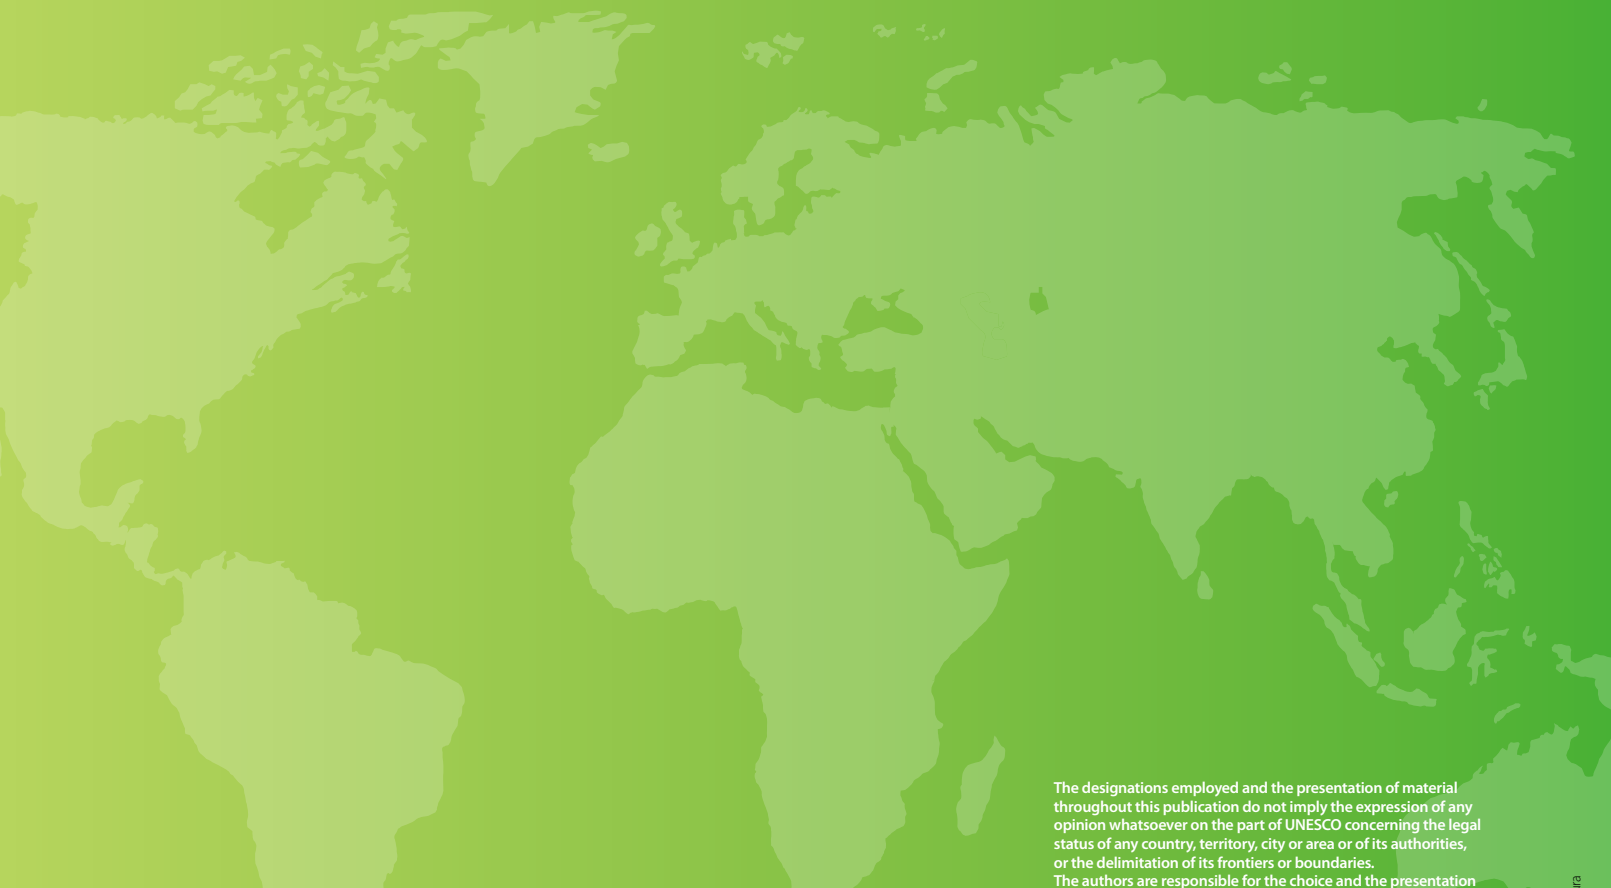 The designations employed and the presentation of material
throughout this publication do not imply the expression of any
opinion whatsoever on the part of UNESCO concerning the legal
status of any country, territory, city or area or of its authorities,
or the delimitation of its frontiers or boundaries.
The authors are responsible for the choice and the presentation